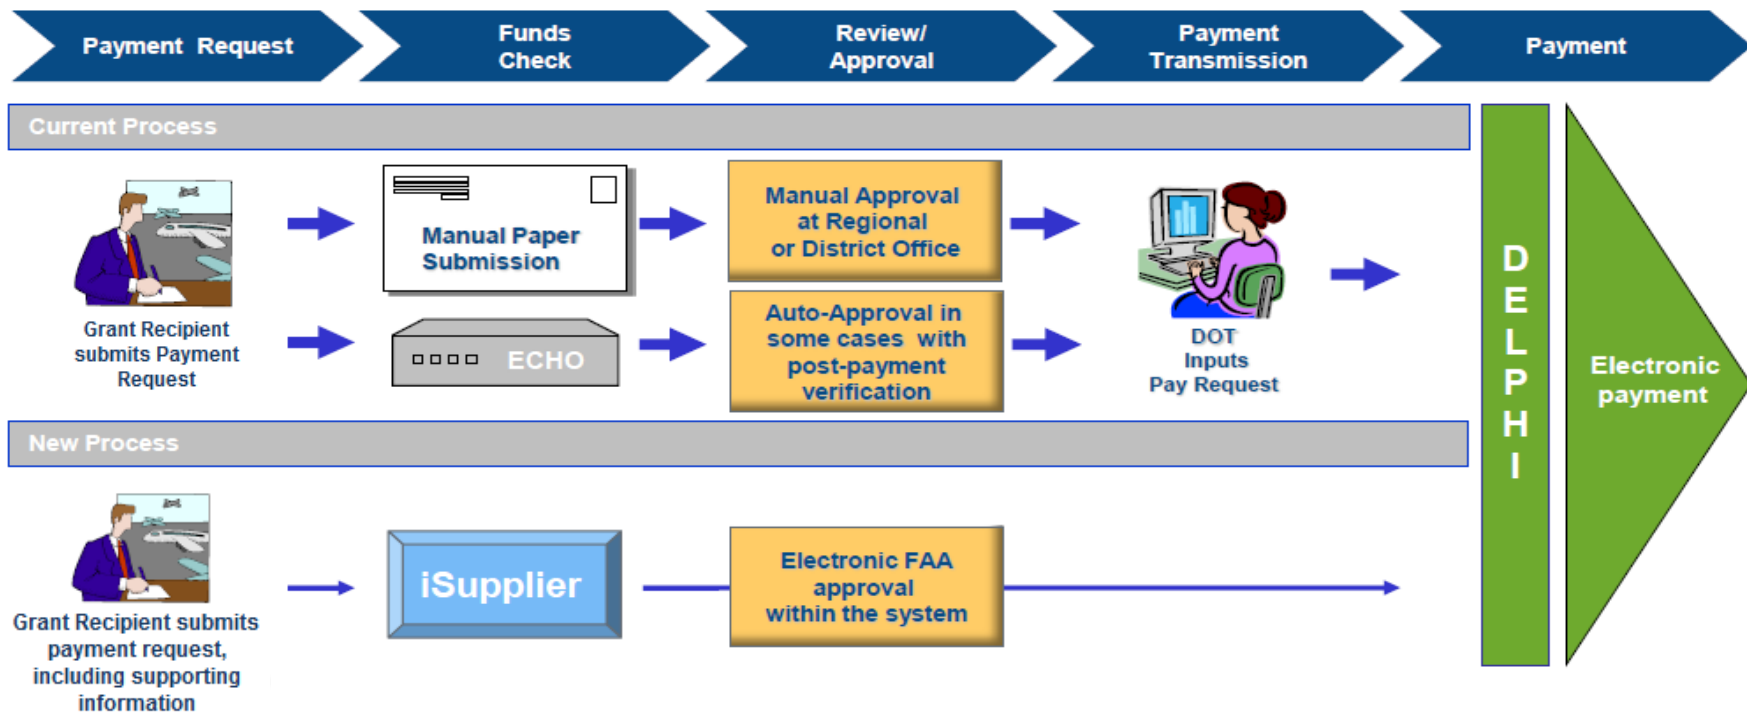 Payment Request
Funds
Check
Review/
Approval
Payment
Transmission
Payment
Current Process
Grant Recipient
submits Payment
Request
Manual Paper
Submission
ECHO
Manual Approval
at Regional
or District Office
Auto-Approval in
some cases with
post-payment
verification
DOT
Inputs
Pay Request
New Process
Grant Recipient submits
payment request,
including supporting
information
iSupplier
Electronic FAA
approval
within the system
D
E
L
P
H
I
Electronic
payment